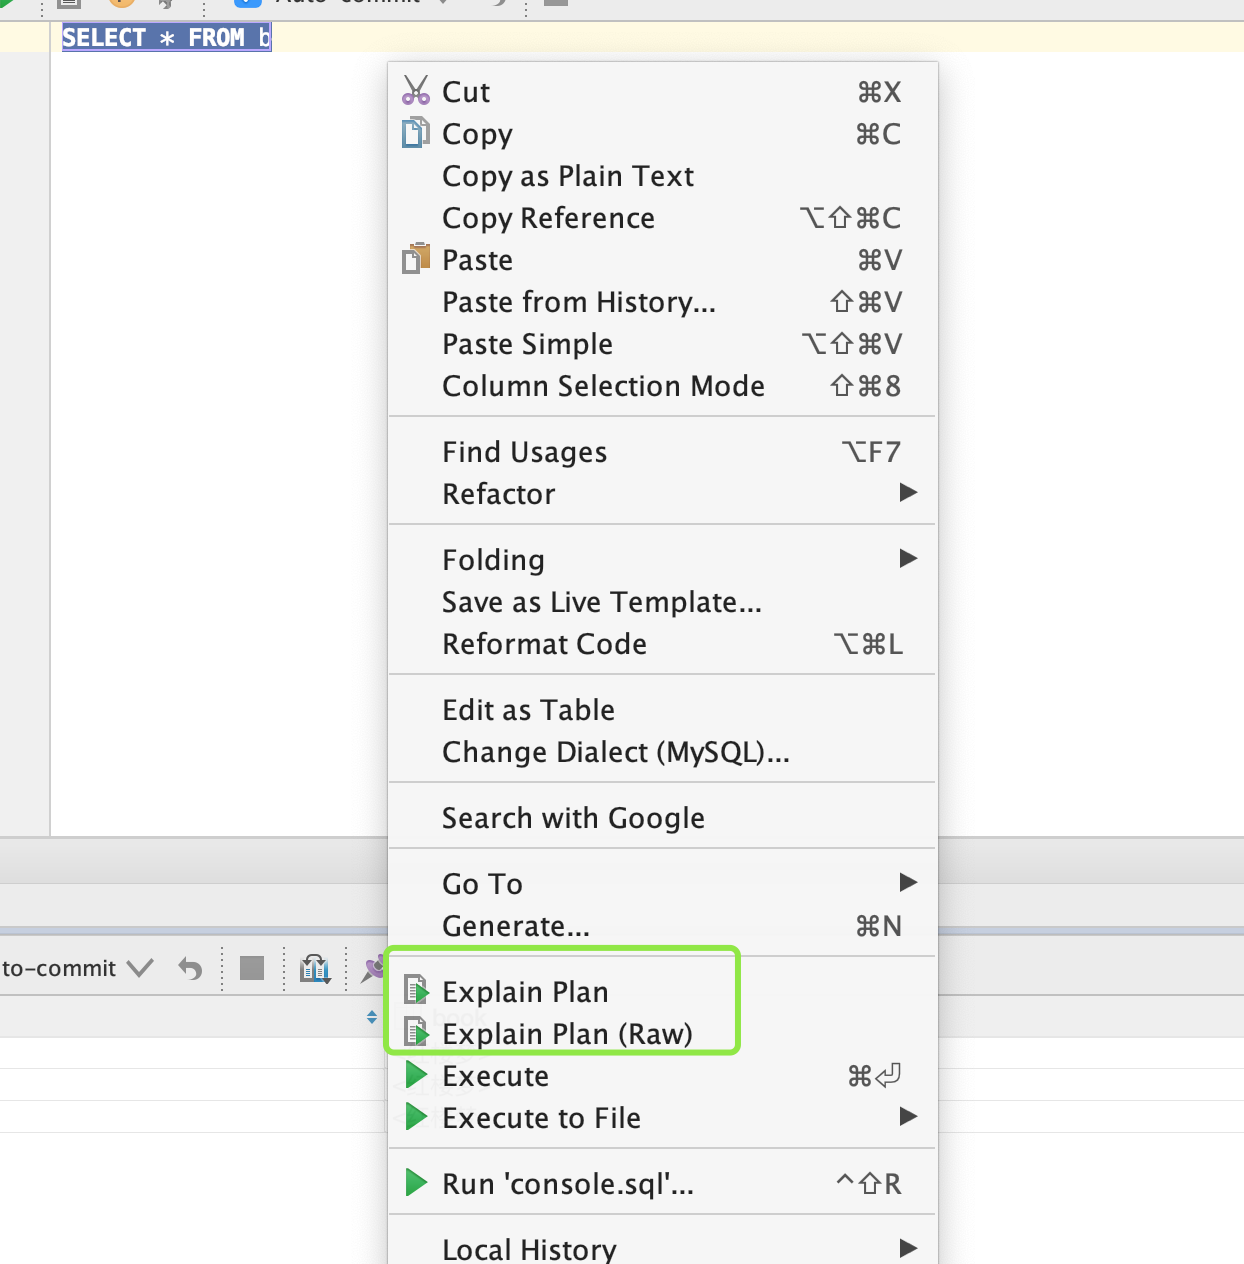 Auto-commit
SELECT * FROM b
Cut ⌘X
Copy ⌘C
Copy as Plain Text
Copy Reference ⌥⇧⌘C
Paste ⌘V
Paste from History... ⇧⌘V
Paste Simple ⌥⇧⌘V
Column Selection Mode ⇧⌘8
Find Usages ⌥F7
Refactor
Folding
Save as Live Template...
Reformat Code ⌥⌘L
Edit as Table
Change Dialect (MySQL)...
Search with Google
Go To
Generate... ⌘N
to-commit
Explain Plan
book
Explain Plan (Raw)
Execute ⌘⏎
Execute to File
Run 'console.sql'... ^⇧R
Local History